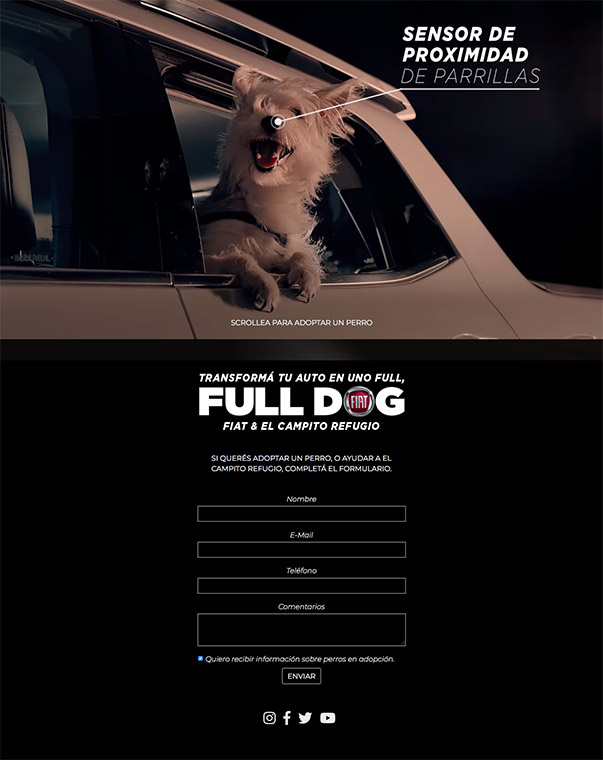 SENSOR DE
PROXIMIDAD
DE PARRILLAS
SCROLLEA PARA ADOPTAR UN PERRO
TRANSFORMÁ TU AUTO EN UNO FULL,
FULL DOG
FIAT
FIAT & EL CAMPITO REFUGIO
SI QUERÉS ADOPTAR UN PERRO, O AYUDAR A EL
CAMPITO REFUGIO, COMPLETÁ EL FORMULARIO.
Nombre
E-Mail
Teléfono
Comentarios
Quiero recibir información sobre perros en adopción.
ENVIAR